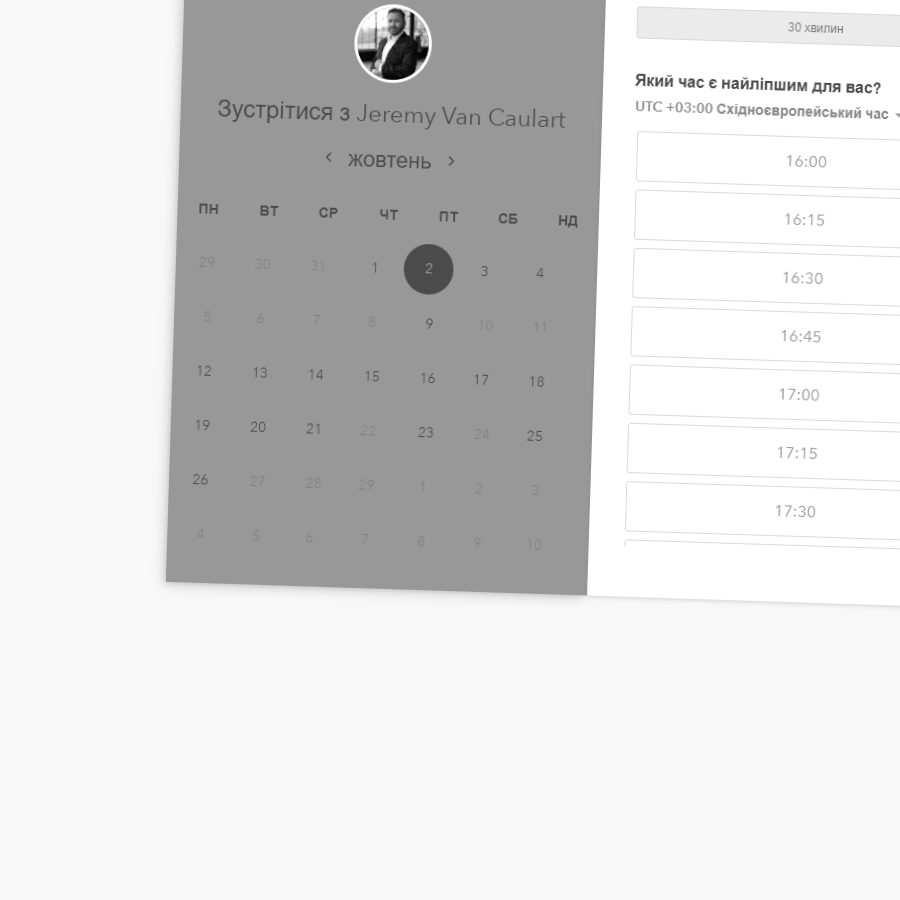 Зустрітися з Jeremy Van Caulart
жовтень
ПН ВТ СР ЧТ ПТ СБ НД
29 30 31 1 2 3 4
5 6 7 8 9 10 11
12 13 14 15 16 17 18
19 20 21 22 23 24 25
26 27 28 29 1 2 3
4 5 6 7 8 9 10
30 хвилин
Який час є найліпшим для вас?
UTC +03:00 Східноєвропейський час
16:00
16:15
16:30
16:45
17:00
17:15
17:30